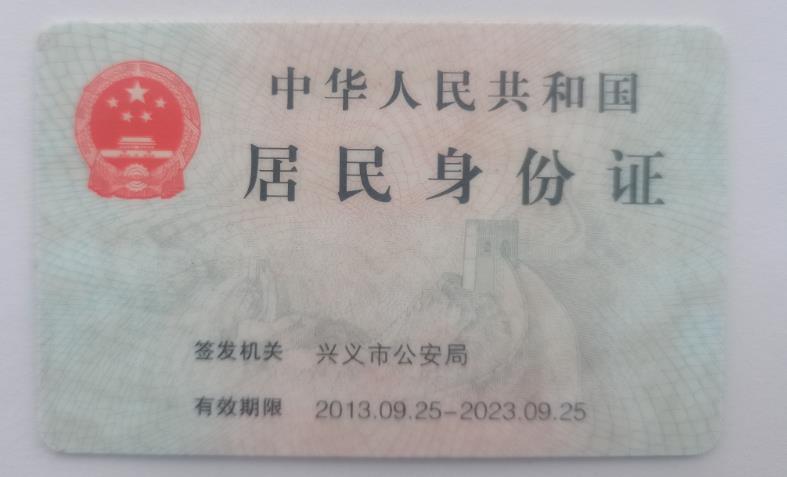 中华人民共和国
居民身份证
签发机关 兴义市公安局
有效期限 2013.09.25-2023.09.25